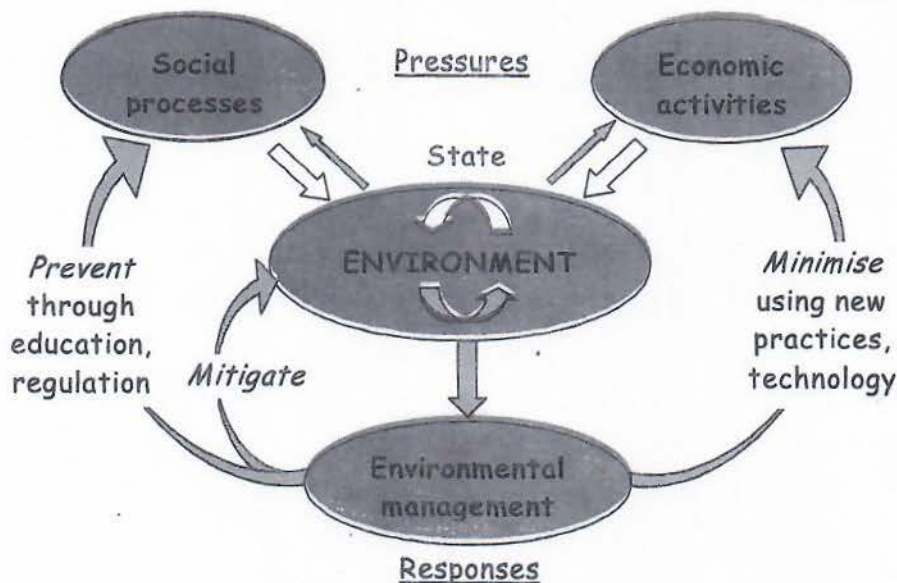 Social
processes
Pressures
Economic
activities
State
ENVIRONMENT
Prevent
through
education,
regulation
Mitigate
Minimise
using new
practices,
technology
Environmental
management
Responses